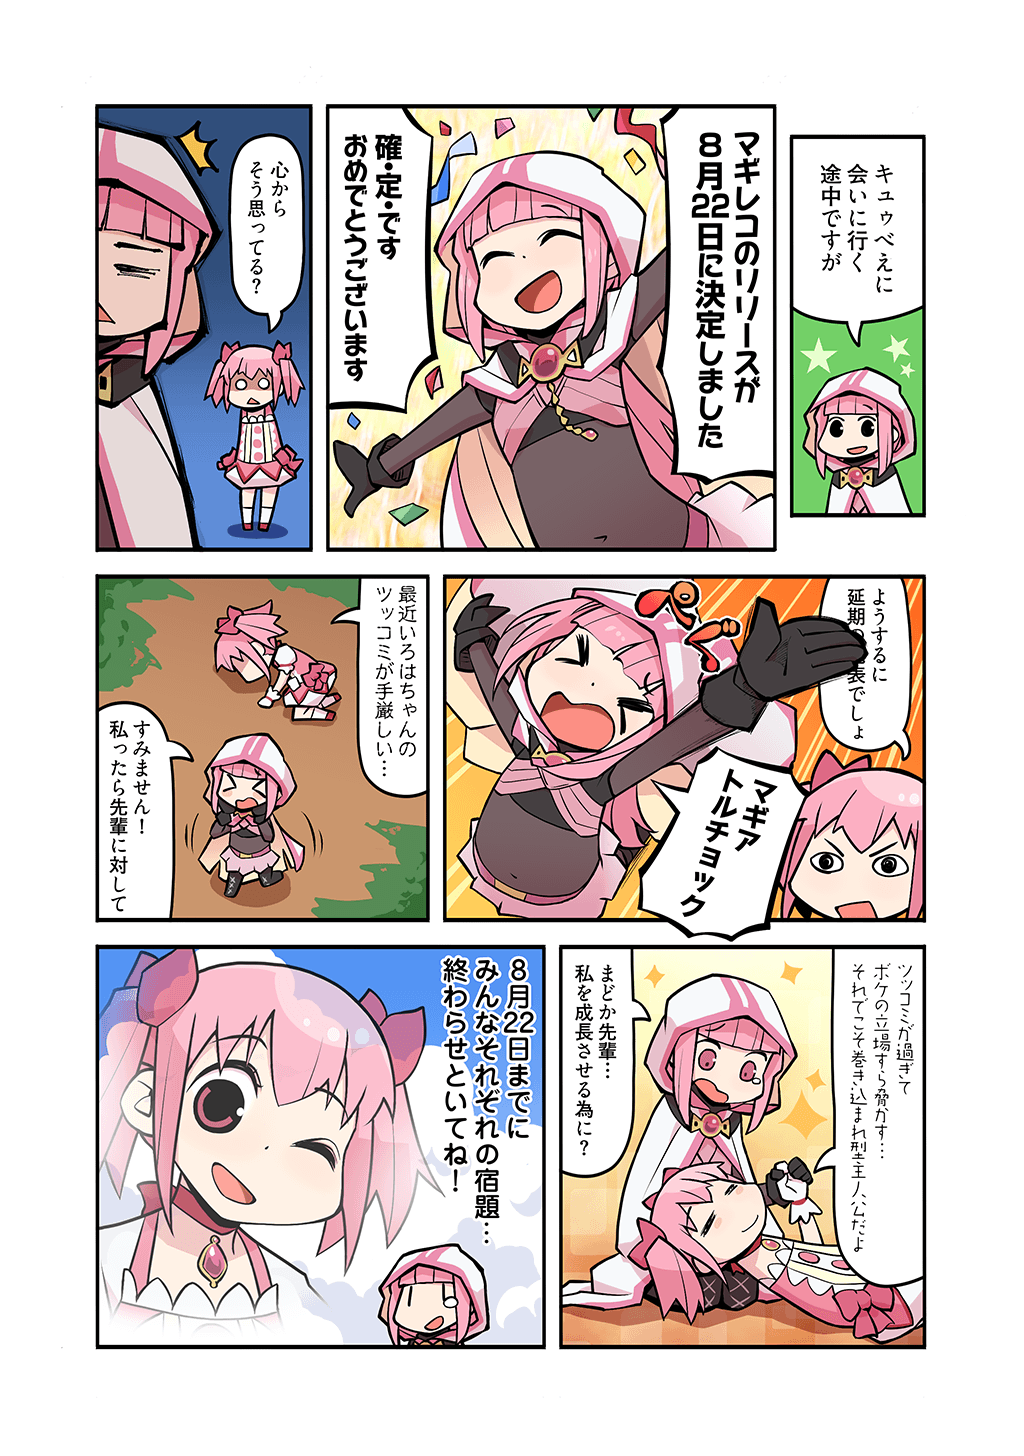 キュゥべえに
会いに行く
途中ですが
マギレコのリリースが
8月22日に決定しました
確・定・です
おめでとうございます
心から
そう思ってる?
ようするに
延期の発表でしょ
ペシーッ
マギア
トルチョック
最近いろはちゃんの
ツッコミが手厳しい…
すみません!
私ったら先輩に対して
ツッコミが過ぎて
ボケの立場すら脅かす…
それでこそ巻き込まれ型主人公だよ
まどか先輩…
私を成長させる為に?
8月22日までに
みんなそれぞれの宿題…
終わらせといてね!